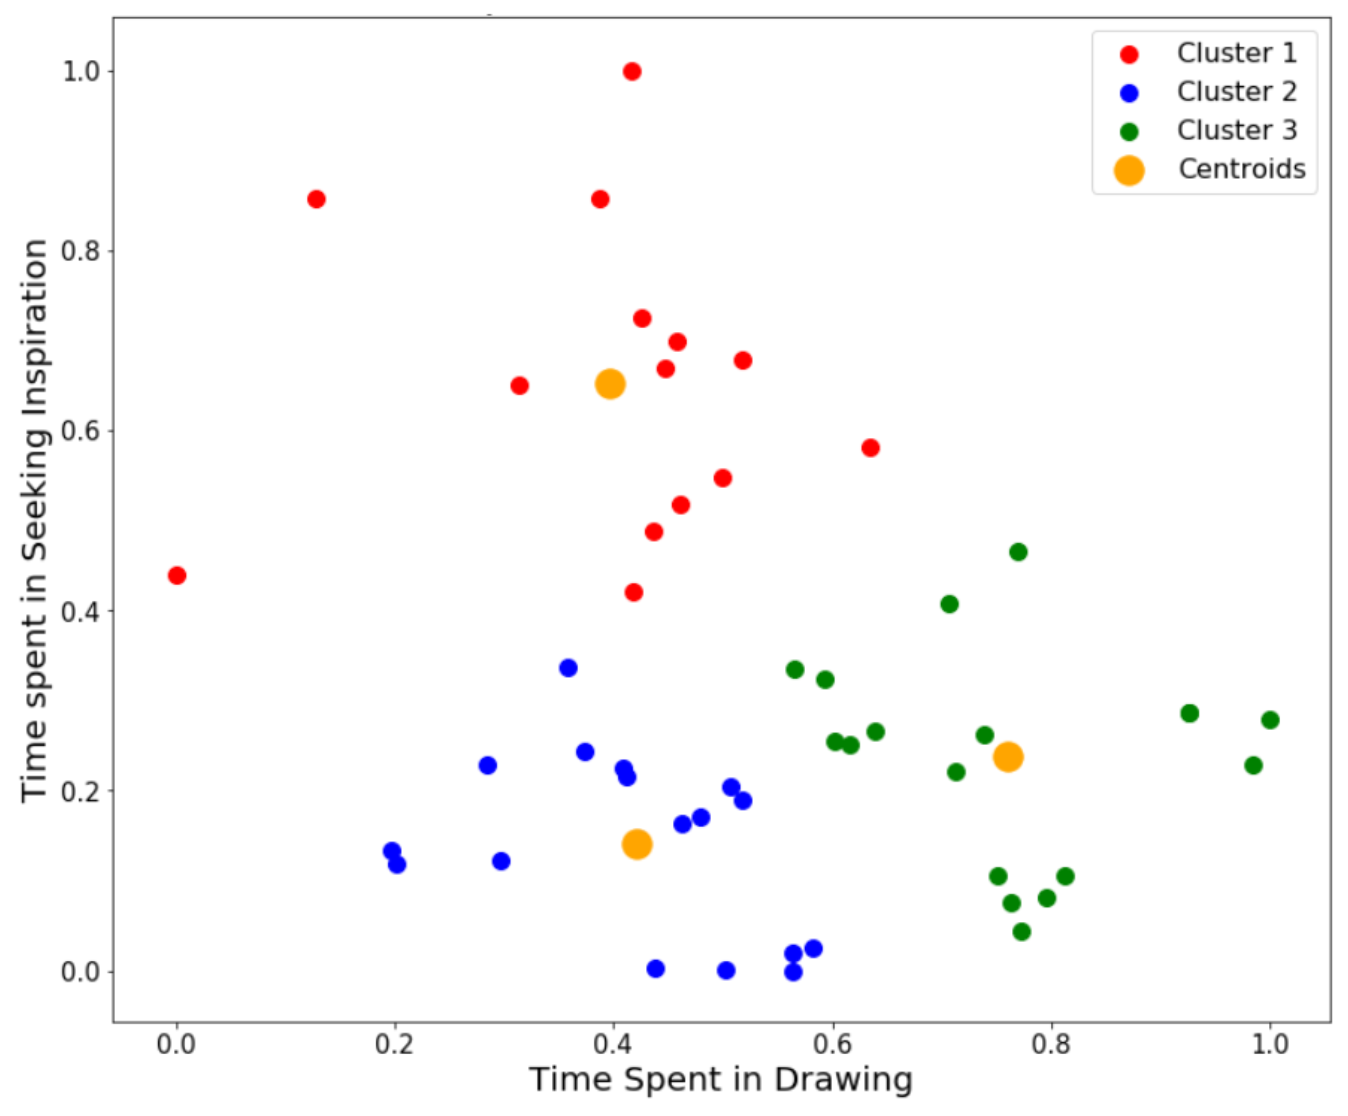 Cluster 1
Cluster 2
Cluster 3
Centroids
1.0
0.8
0.6
0.4
0.2
0.0
Time spent in Seeking Inspiration
0.0 0.2 0.4 0.6 0.8 1.0
Time Spent in Drawing